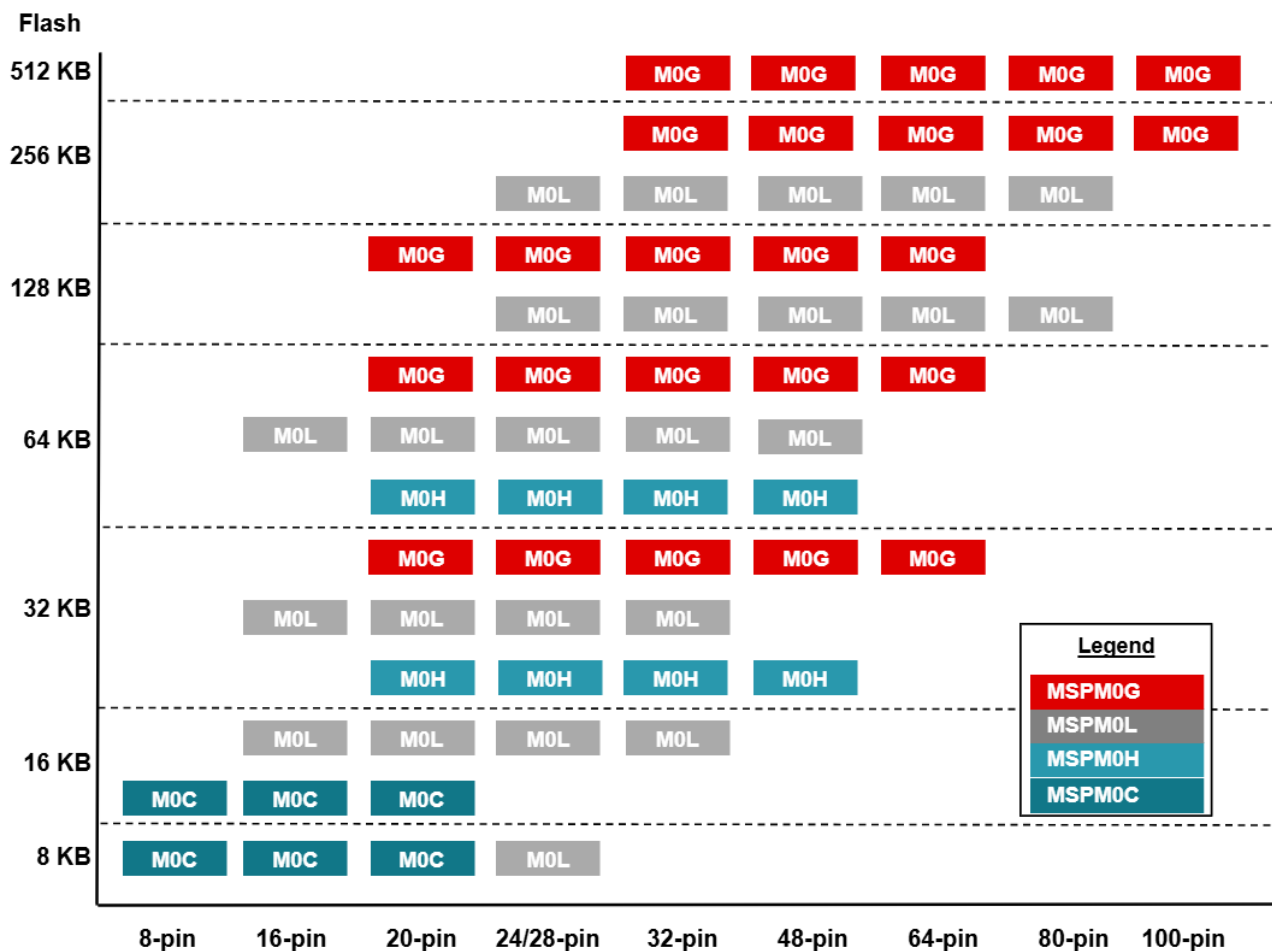 Flash
512 KB
M0G M0G M0G M0G M0G
256 KB
M0G M0G M0G M0G M0G
M0L M0L M0L M0L M0L
128 KB
M0G M0G M0G M0G M0G
M0L M0L M0L M0L M0L
64 KB
M0G M0G M0G M0G M0G
M0L M0L M0L M0L M0L
M0H M0H M0H M0H
32 KB
M0G M0G M0G M0G M0G
M0L M0L M0L M0L
M0H M0H M0H M0H
16 KB
M0L M0L M0L M0L
M0C M0C M0C
8 KB
M0C M0C M0C M0L
8-pin 16-pin 20-pin 24/28-pin 32-pin 48-pin 64-pin 80-pin 100-pin
Legend
MSPM0G
MSPM0L
MSPM0H
MSPM0C